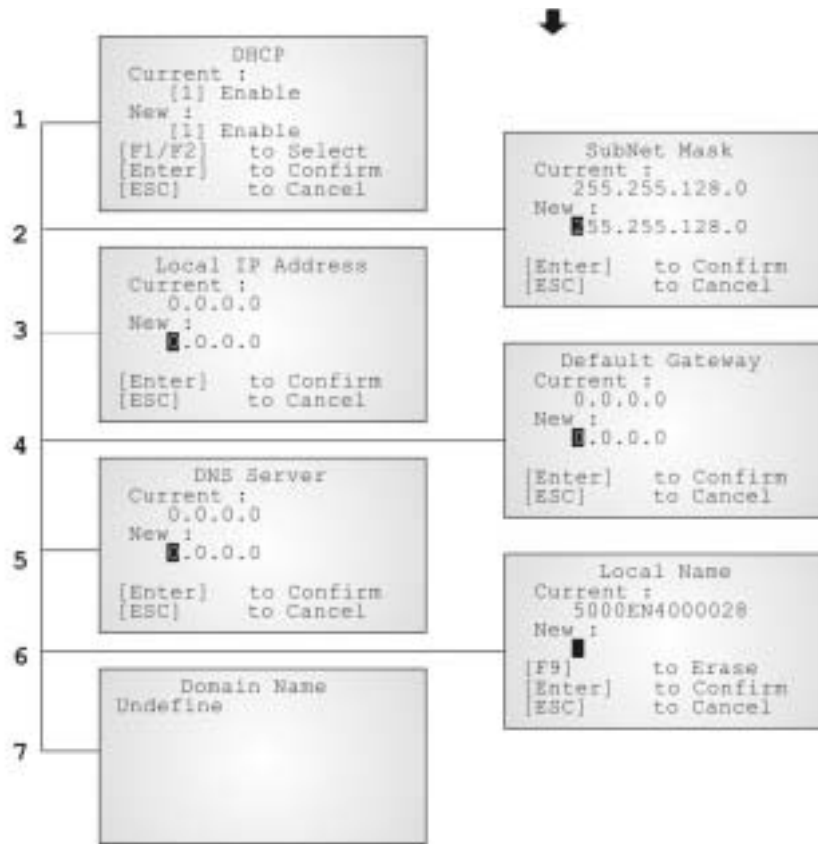 1
DHCP
Current :
[1] Enable
New :
[1] Enable
[F1/F2] to Select
[Enter] to Confirm
[ESC] to Cancel
2
SubNet Mask
Current :
255.255.128.0
New :
255.255.128.0
[Enter] to Confirm
[ESC] to Cancel
3
Local IP Address
Current :
0.0.0.0
New :
0.0.0.0
[Enter] to Confirm
[ESC] to Cancel
4
Default Gateway
Current :
0.0.0.0
New :
0.0.0.0
[Enter] to Confirm
[ESC] to Cancel
5
DNS Server
Current :
0.0.0.0
New :
0.0.0.0
[Enter] to Confirm
[ESC] to Cancel
6
Local Name
Current :
5000EN4000028
New :
[F9] to Erase
[Enter] to Confirm
[ESC] to Cancel
7
Domain Name
Undefine